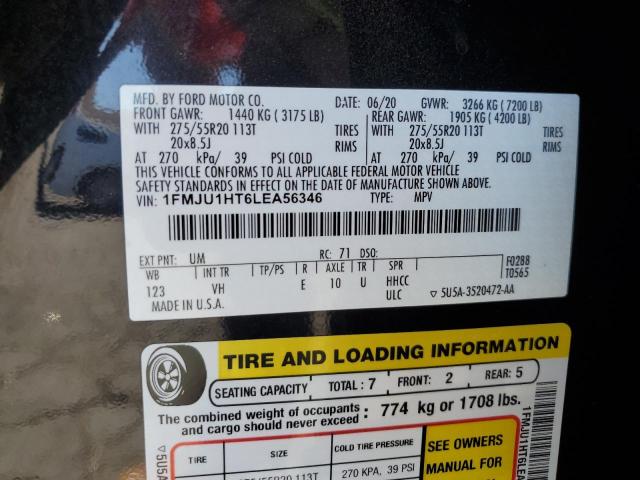 MFD. BY FORD MOTOR CO.
DATE: 06/20 GVWR: 3266 KG (7200 LB)
FRONT GAWR: 1440 KG (3175 LB)
REAR GAWR: 1905 KG (4200 LB)
WITH 275/55R20 113T TIRES
WITH 275/55R20 113T TIRES
20x8.5J RIMS
20x8.5J RIMS
AT 270 kPa/ 39 PSI COLD
AT 270 kPa/ 39 PSI COLD
THIS VEHICLE CONFORMS TO ALL APPLICABLE FEDERAL MOTOR VEHICLE
SAFETY STANDARDS IN EFFECT ON THE DATE OF MANUFACTURE SHOWN ABOVE.
VIN: 1FMJU1HT6LEA56346 TYPE: MPV
EXT PNT: UM RC: 71 DSO:
F0288
T0565
WB INT TR TP/PS R AXLE TR SPR
123 VH E 10 U HHCC
ULC
MADE IN U.S.A.
▽5U5A-3520472-AA
TIRE AND LOADING INFORMATION
SEATING CAPACITY TOTAL : 7 FRONT: 2 REAR: 5
The combined weight of occupants
and cargo should never exceed : 774 kg or 1708 lbs.
TIRE SIZE COLD TIRE PRESSURE
SEE OWNERS
MANUAL FOR
275/55R20 113T 270 KPA, 39 PSI
▽5U5A
1FMJU1HT6LEA